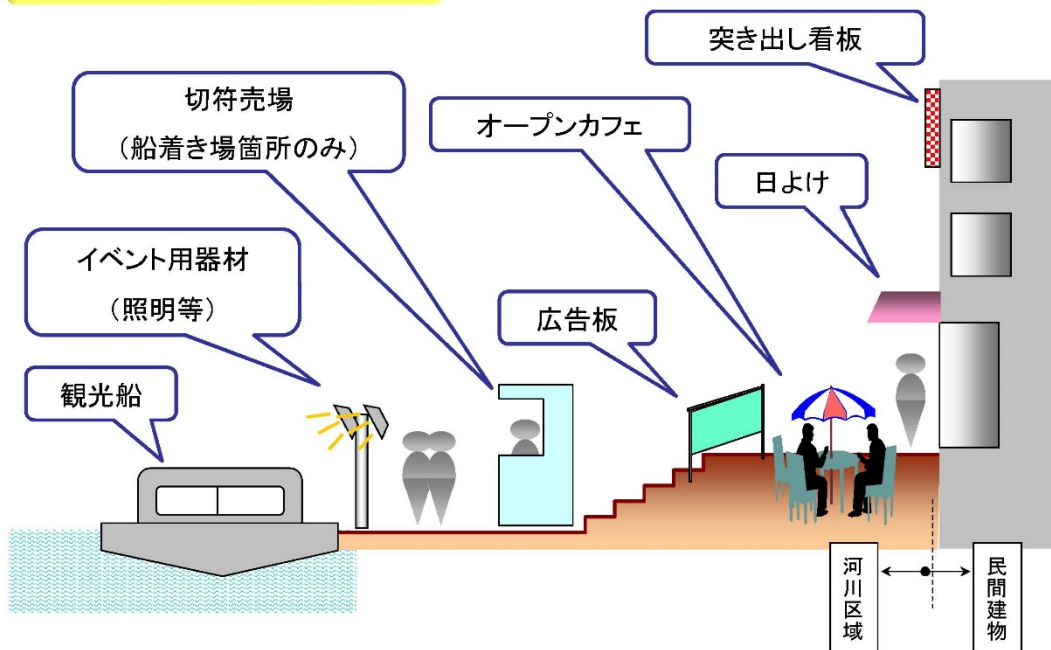 突き出し看板
切符売場
（船着き場箇所のみ）
オープンカフェ
日よけ
イベント用器材
（照明等）
広告板
観光船
河川区域
民間建物